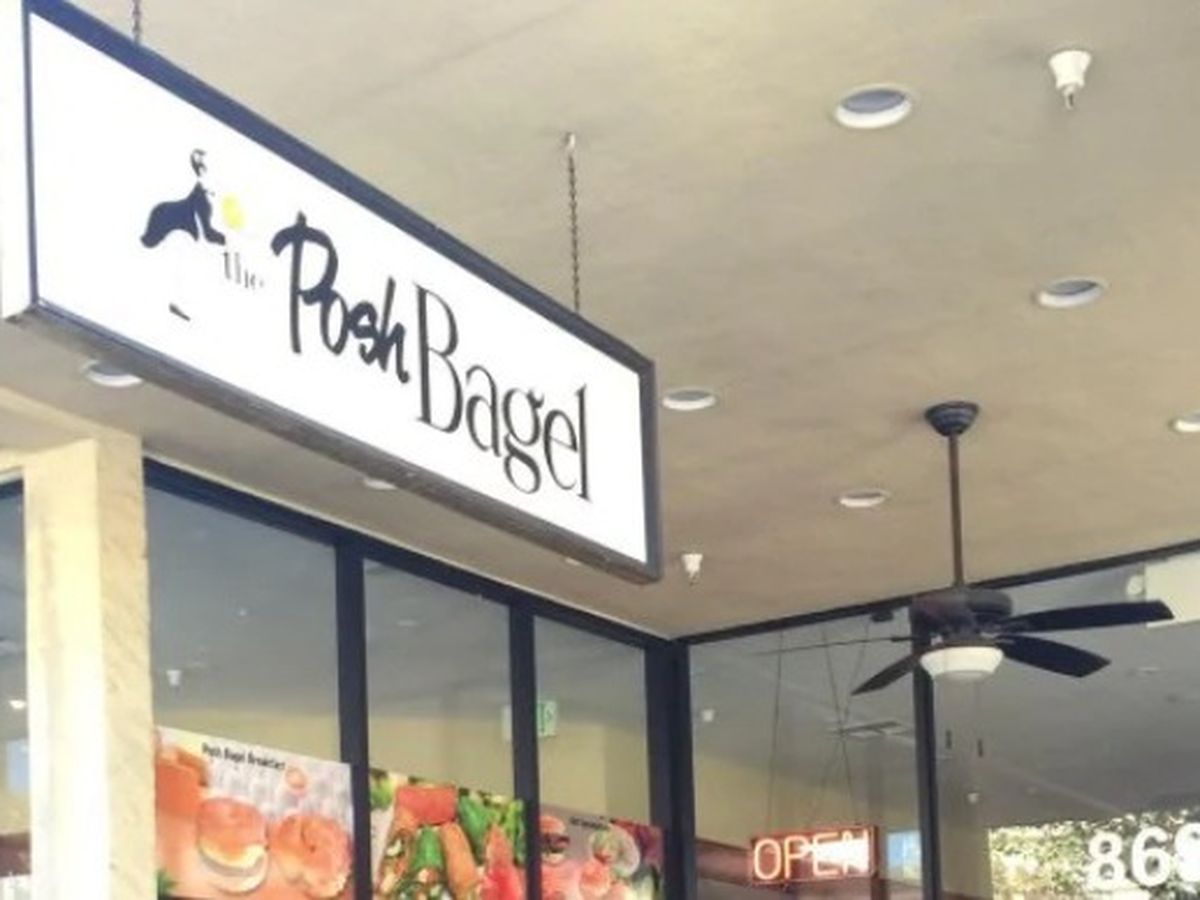 the Posh Bagel
Posh Bagel Breakfast
OPEN
86